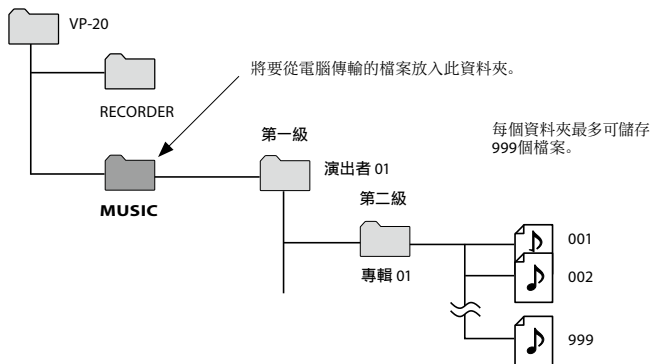 VP-20
將要從電腦傳輸的檔案放入此資料夾。
RECORDER
第一級
每個資料夾最多可儲存
999個檔案。
演出者 01
第二級
MUSIC
001
專輯 01
002
999